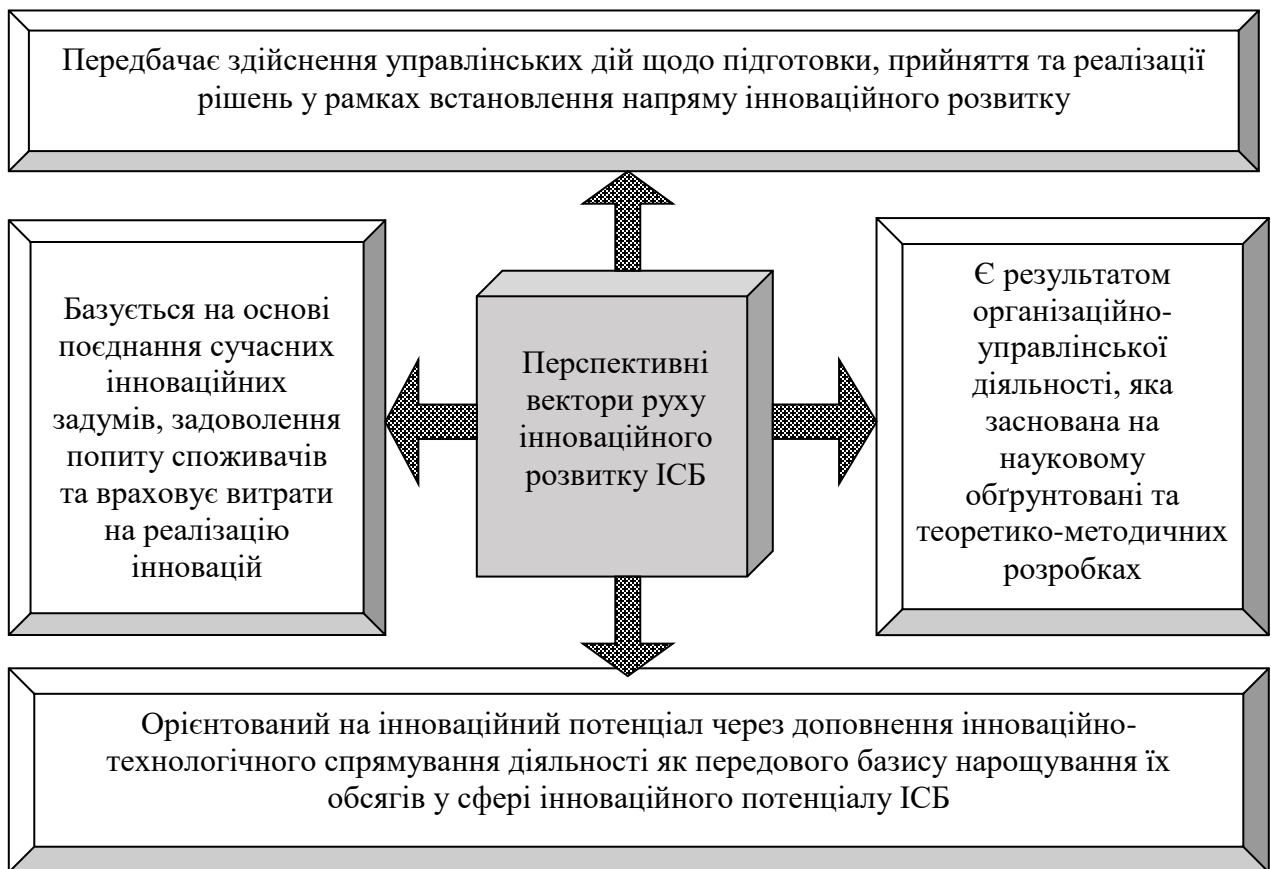 Передбачає здійснення управлінських дій щодо підготовки, прийняття та реалізації
рішень у рамках встановлення напряму інноваційного розвитку
Базується на основі
поєднання сучасних
інноваційних
задумів, задоволення
попиту споживачів
та враховує витрати
на реалізацію
інновацій
Перспективні
вектори руху
інноваційного
розвитку ІСБ
Є результатом
організаційно-
управлінської
діяльності, яка
заснована на
науковому
обґрунтовані та
теоретико-методичних
розробках
Орієнтований на інноваційний потенціал через доповнення інноваційно-
технологічного спрямування діяльності як передового базису нарощування їх
обсягів у сфері інноваційного потенціалу ІСБ